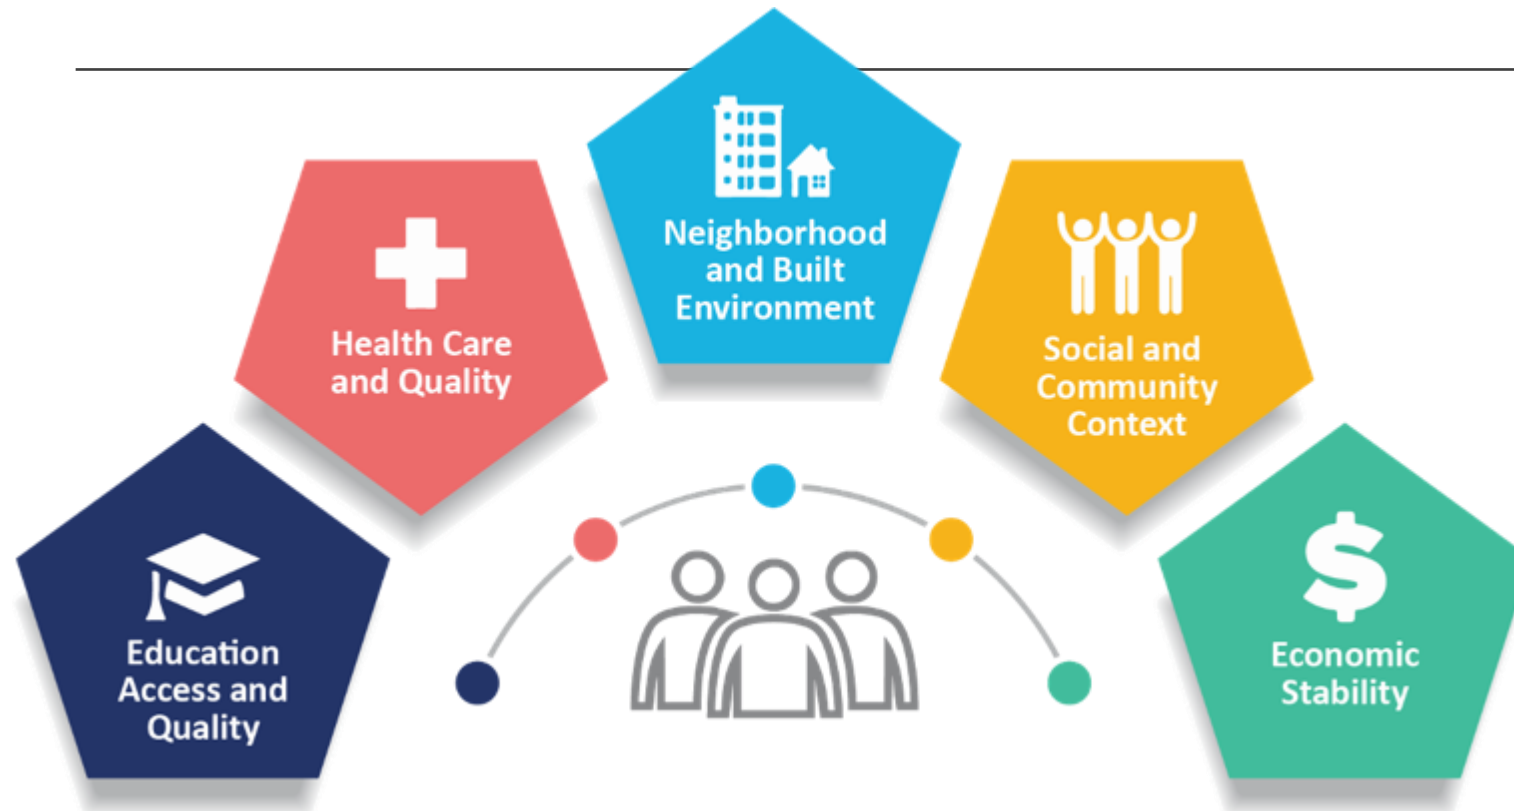 Education
Access and
Quality
Health Care
and Quality
Neighborhood
and Built
Environment
Social and
Community
Context
$
Economic
Stability